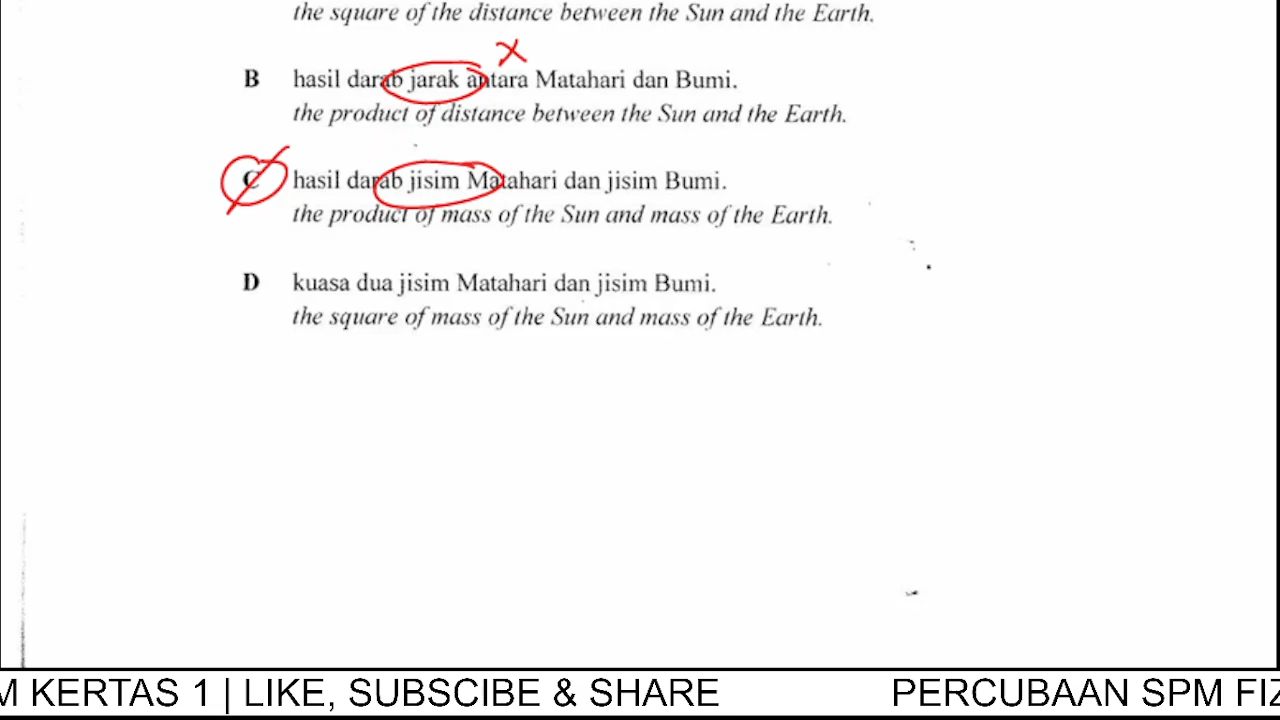 the square of the distance between the Sun and the Earth.
B hasil darab jarak antara Matahari dan Bumi.
the product of distance between the Sun and the Earth.
C hasil darab jisim Matahari dan jisim Bumi.
the product of mass of the Sun and mass of the Earth.
D kuasa dua jisim Matahari dan jisim Bumi.
the square of mass of the Sun and mass of the Earth.
M KERTAS 1 | LIKE, SUBSCIBE & SHARE PERCUBAAN SPM FIZ